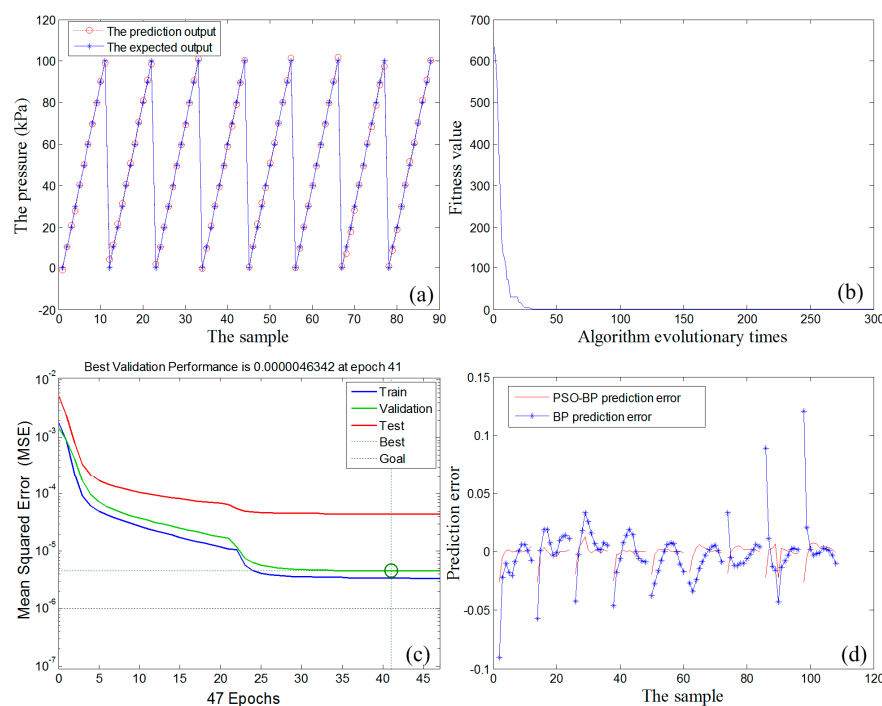 120
100
80
60
40
20
0
-20
The pressure (kPa)
The prediction output
The expected output
0 10 20 30 40 50 60 70 80 90
The sample
(a)
700
600
500
400
300
200
100
0
Fitness value
0 50 100 150 200 250 300
Algorithm evolutionary times
(b)
Best Validation Performance is 0.0000046342 at epoch 41
10-2
10-3
10-4
10-5
10-6
10-7
Mean Squared Error (MSE)
Train
Validation
Test
Best
Goal
0 5 10 15 20 25 30 35 40 45
47 Epochs
(c)
0.15
0.1
0.05
0
-0.05
-0.1
Prediction error
PSO-BP prediction error
BP prediction error
0 20 40 60 80 100 120
The sample
(d)